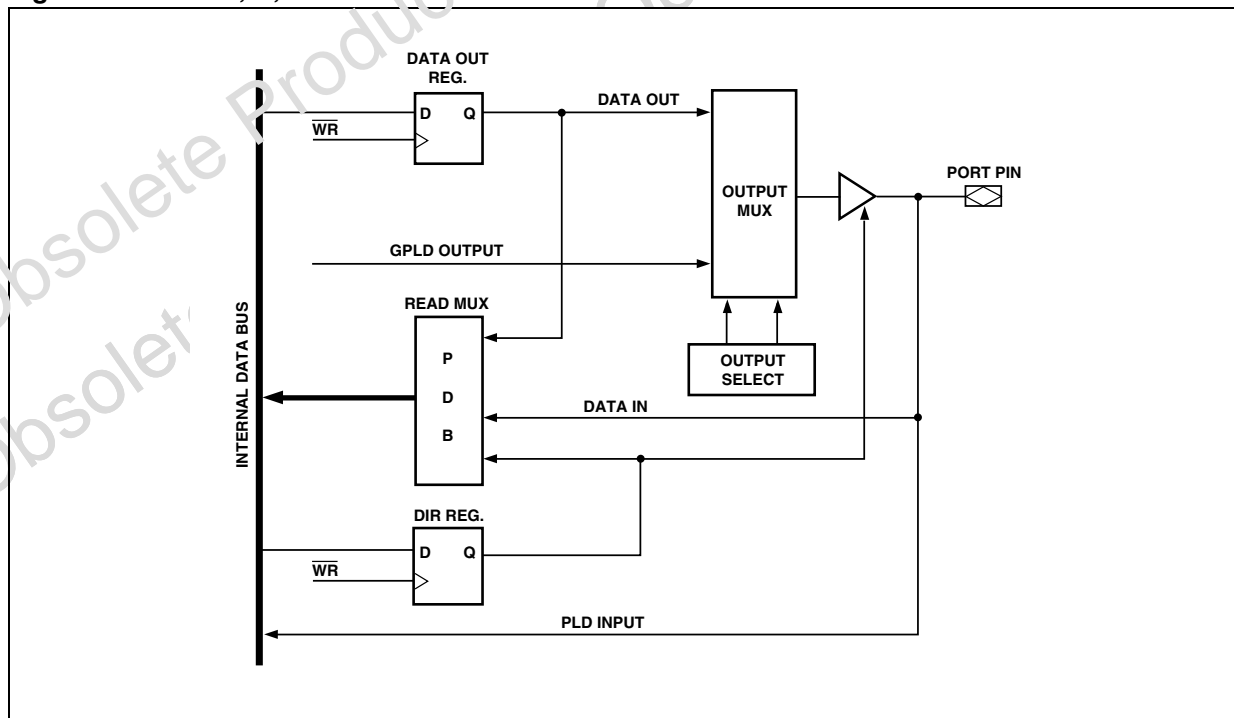 DATA OUT
REG.
D Q
WR
DATA OUT
OUTPUT
MUX
PORT PIN
GPLD OUTPUT
READ MUX
P
D
B
OUTPUT
SELECT
DATA IN
INTERNAL DATA BUS
DIR REG.
D Q
WR
PLD INPUT